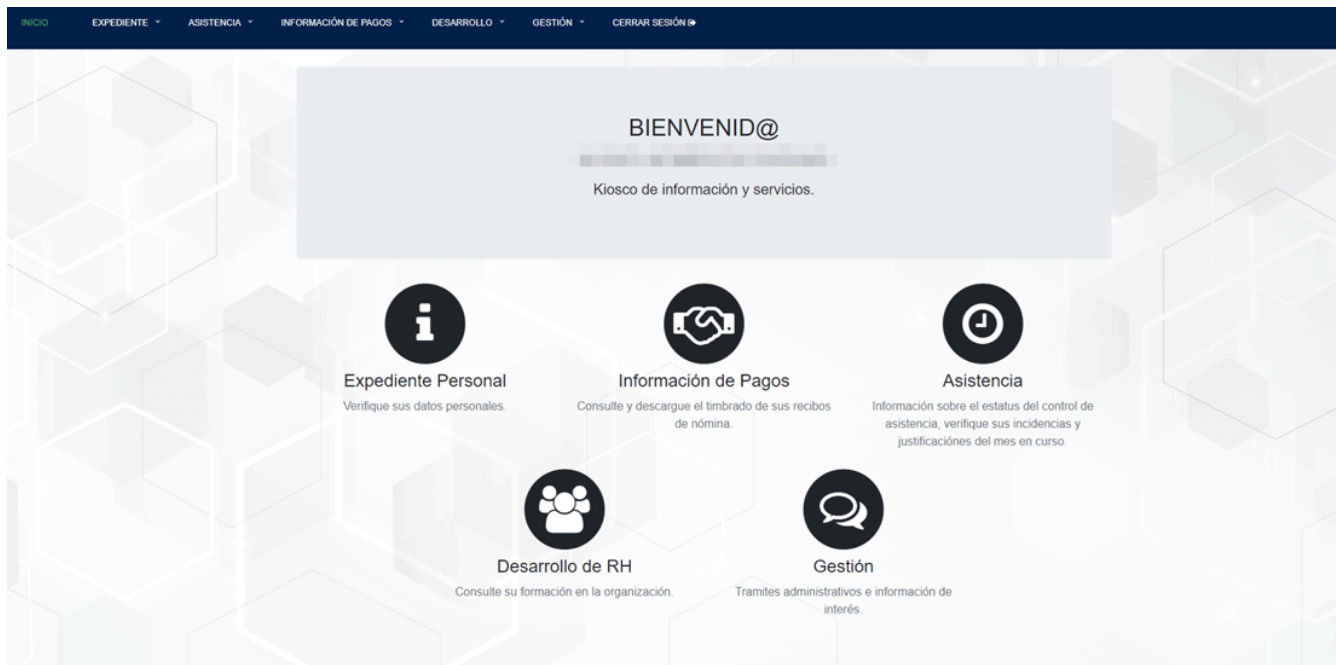 INICIO
EXPEDIENTE
ASISTENCIA
INFORMACIÓN DE PAGOS
DESARROLLO
GESTIÓN
CERRAR SESIÓN
BIENVENID@
Kiosco de información y servicios.
Expediente Personal
Verifique sus datos personales.
Información de Pagos
Consulte y descargue el timbrado de sus recibos
de nómina.
Asistencia
Información sobre el estatus del control de
asistencia, verifique sus incidencias y
justificaciónes del mes en curso.
Desarrollo de RH
Consulte su formación en la organización.
Gestión
Tramites administrativos e información de
interés.